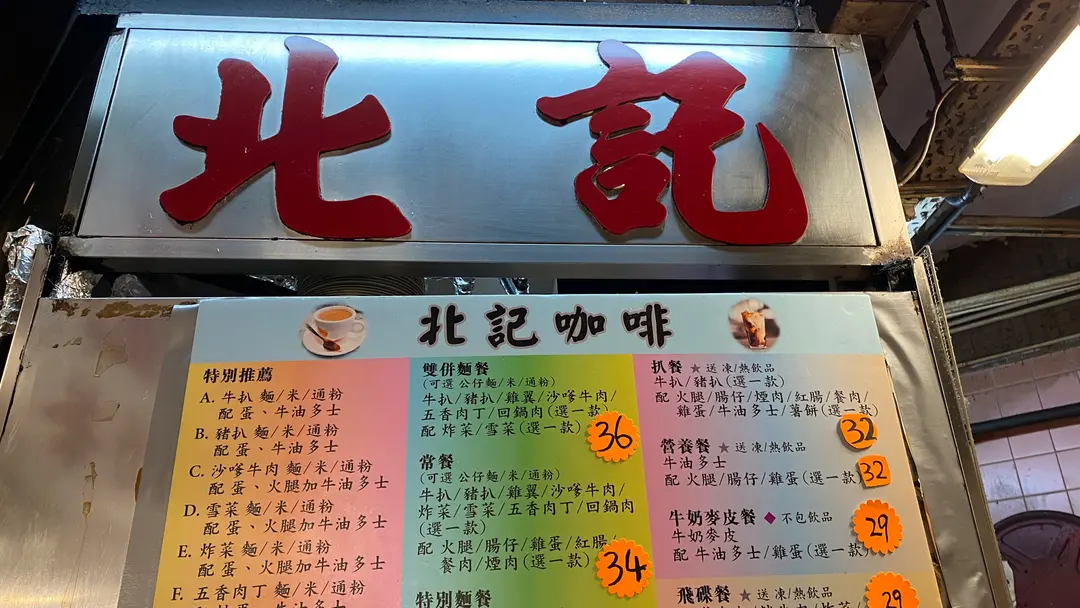 北記
北記咖啡
特別推薦
A. 牛扒 麵/米/通粉
配 蛋、牛油多士
B. 豬扒 麵/米/通粉
配 蛋、牛油多士
C. 沙嗲牛肉 麵/米/通粉
配 蛋、火腿加牛油多士
D. 雪菜 麵/米/通粉
配 蛋、火腿加牛油多士
E. 炸菜 麵/米/通粉
配 蛋、火腿加牛油多士
F. 五香肉丁 麵/米/通粉
雙併麵餐
(可選 公仔麵/米/通粉)
牛扒/豬扒/雞翼/沙嗲牛肉/
五香肉丁/回鍋肉(選一款)
配 炸菜/雪菜(選一款)
36
常餐
(可選 公仔麵/米/通粉)
牛扒/豬扒/雞翼/沙嗲牛肉/
炸菜/雪菜/五香肉丁/回鍋肉
(選一款)
配 火腿/腸仔/雞蛋/紅腸/
餐肉/煙肉(選一款)
34
特別麵餐
扒餐 ★ 送 凍/熱飲品
牛扒/豬扒(選一款)
配 火腿/腸仔/煙肉/紅腸/餐肉/
雞蛋/牛油多士/薯餅(選一款)
32
營養餐 ★ 送 凍/熱飲品
牛油多士
配 火腿/腸仔/雞蛋(選一款)
32
牛奶麥皮餐 ◆ 不包飲品
牛奶麥皮
配 牛油多士/雞蛋(選一款)
29
飛碟餐 ★ 送 凍/熱飲品
29